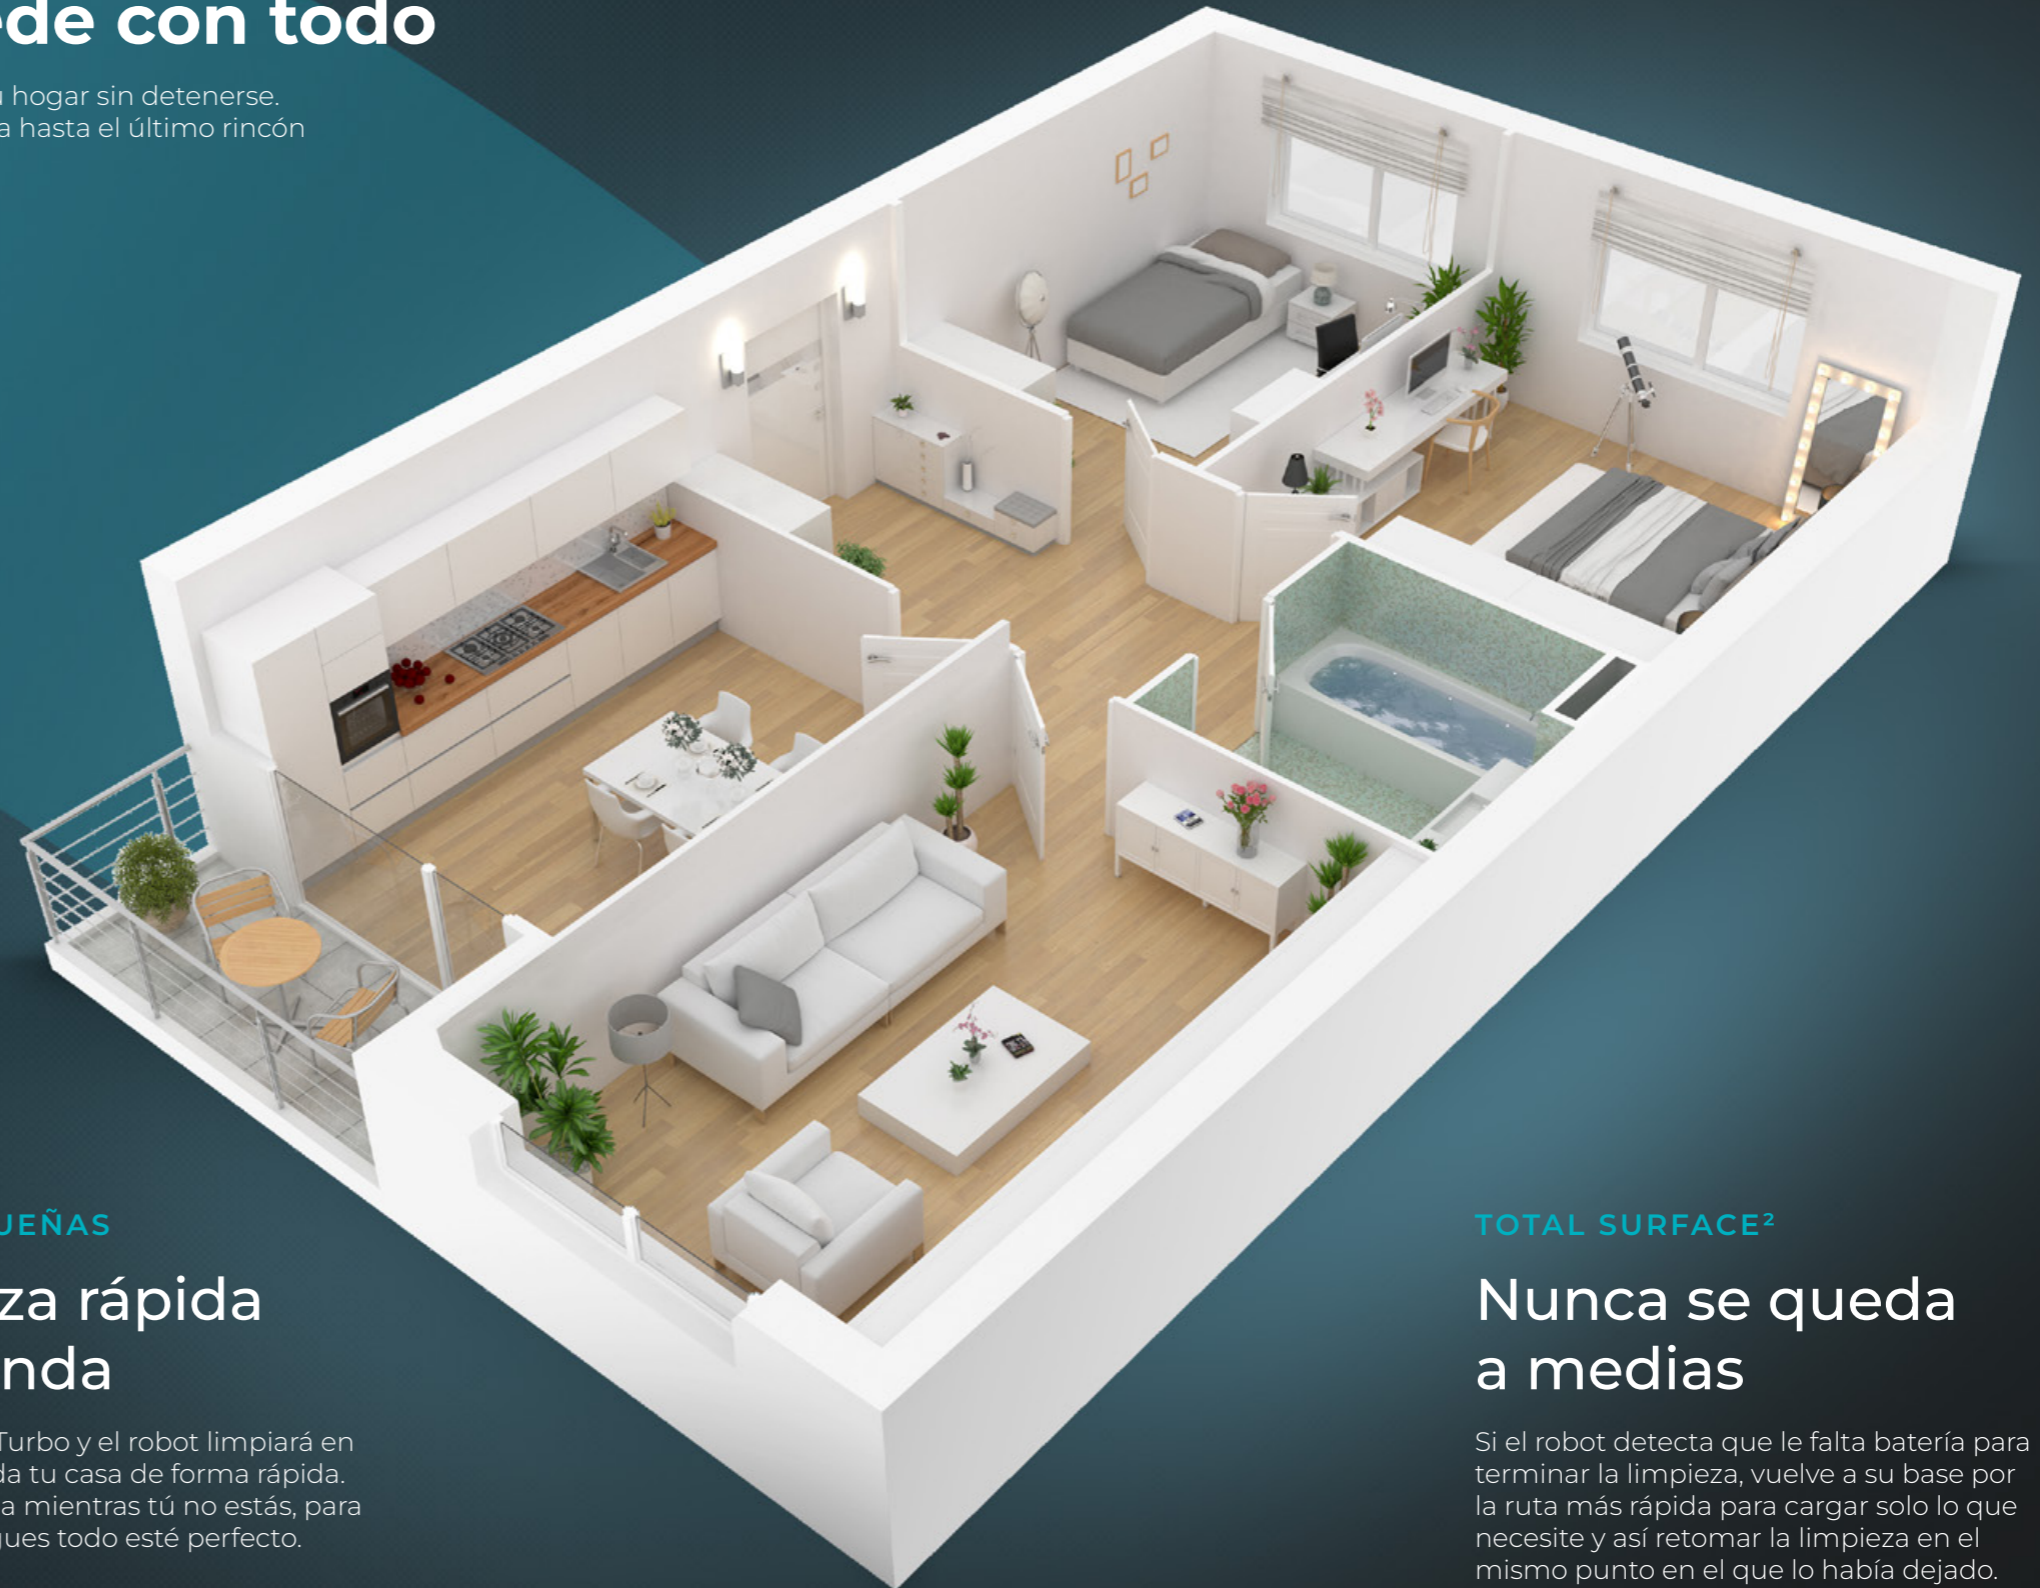 ede con todo
hogar sin detenerse.
a hasta el último rincón
UEÑAS
za rápida
nda
Turbo y el robot limpiará en
da tu casa de forma rápida.
a mientras tú no estás, para
gues todo esté perfecto.
TOTAL SURFACE²
Nunca se queda
a medias
Si el robot detecta que le falta batería para
terminar la limpieza, vuelve a su base por
la ruta más rápida para cargar solo lo que
necesite y así retomar la limpieza en el
mismo punto en el que lo había dejado.